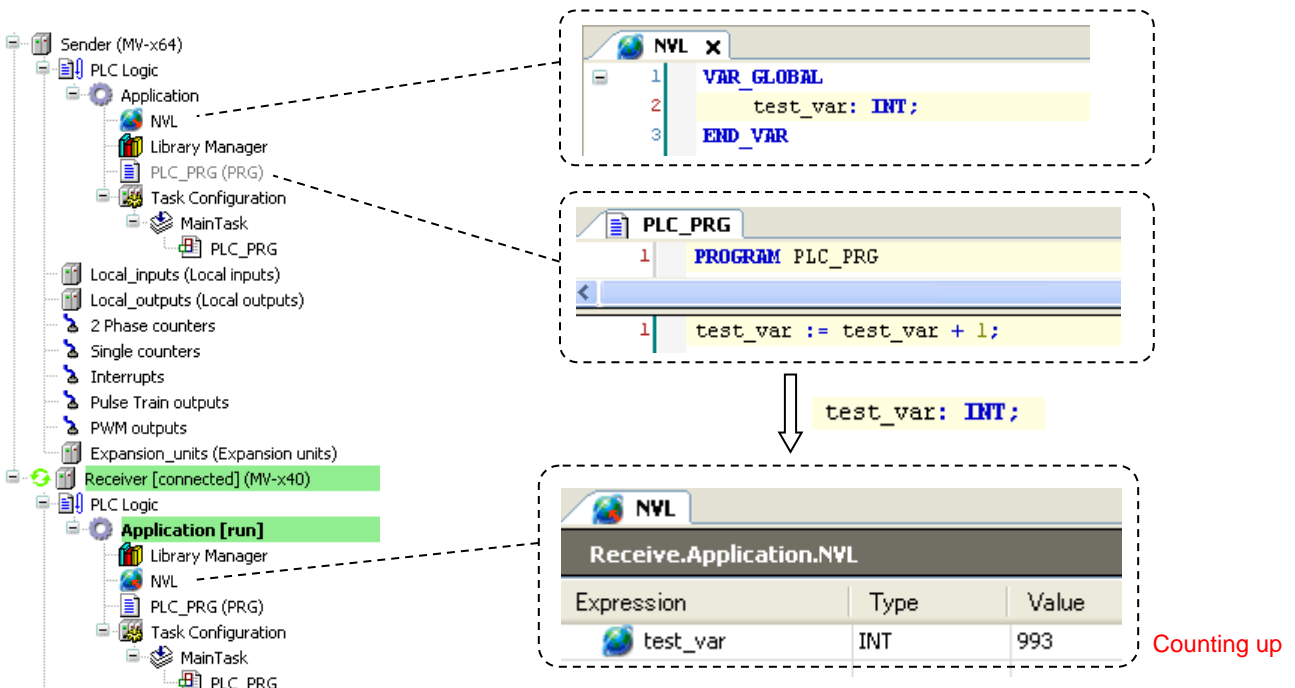 Sender (MV-x64)
PLC Logic
Application
NVL
Library Manager
PLC_PRG (PRG)
Task Configuration
MainTask
PLC_PRG
Local_inputs (Local inputs)
Local_outputs (Local outputs)
2 Phase counters
Single counters
Interrupts
Pulse Train outputs
PWM outputs
Expansion_units (Expansion units)
Receiver [connected] (MV-x40)
PLC Logic
Application [run]
Library Manager
NVL
PLC_PRG (PRG)
Task Configuration
MainTask
PLC_PRG
NVL x
1 VAR_GLOBAL
2 test_var: INT;
3 END_VAR
PLC_PRG
1 PROGRAM PLC_PRG
1 test_var := test_var + 1;
test_var: INT;
NVL
Receive.Application.NVL
Expression Type Value
test_var INT 993
Counting up